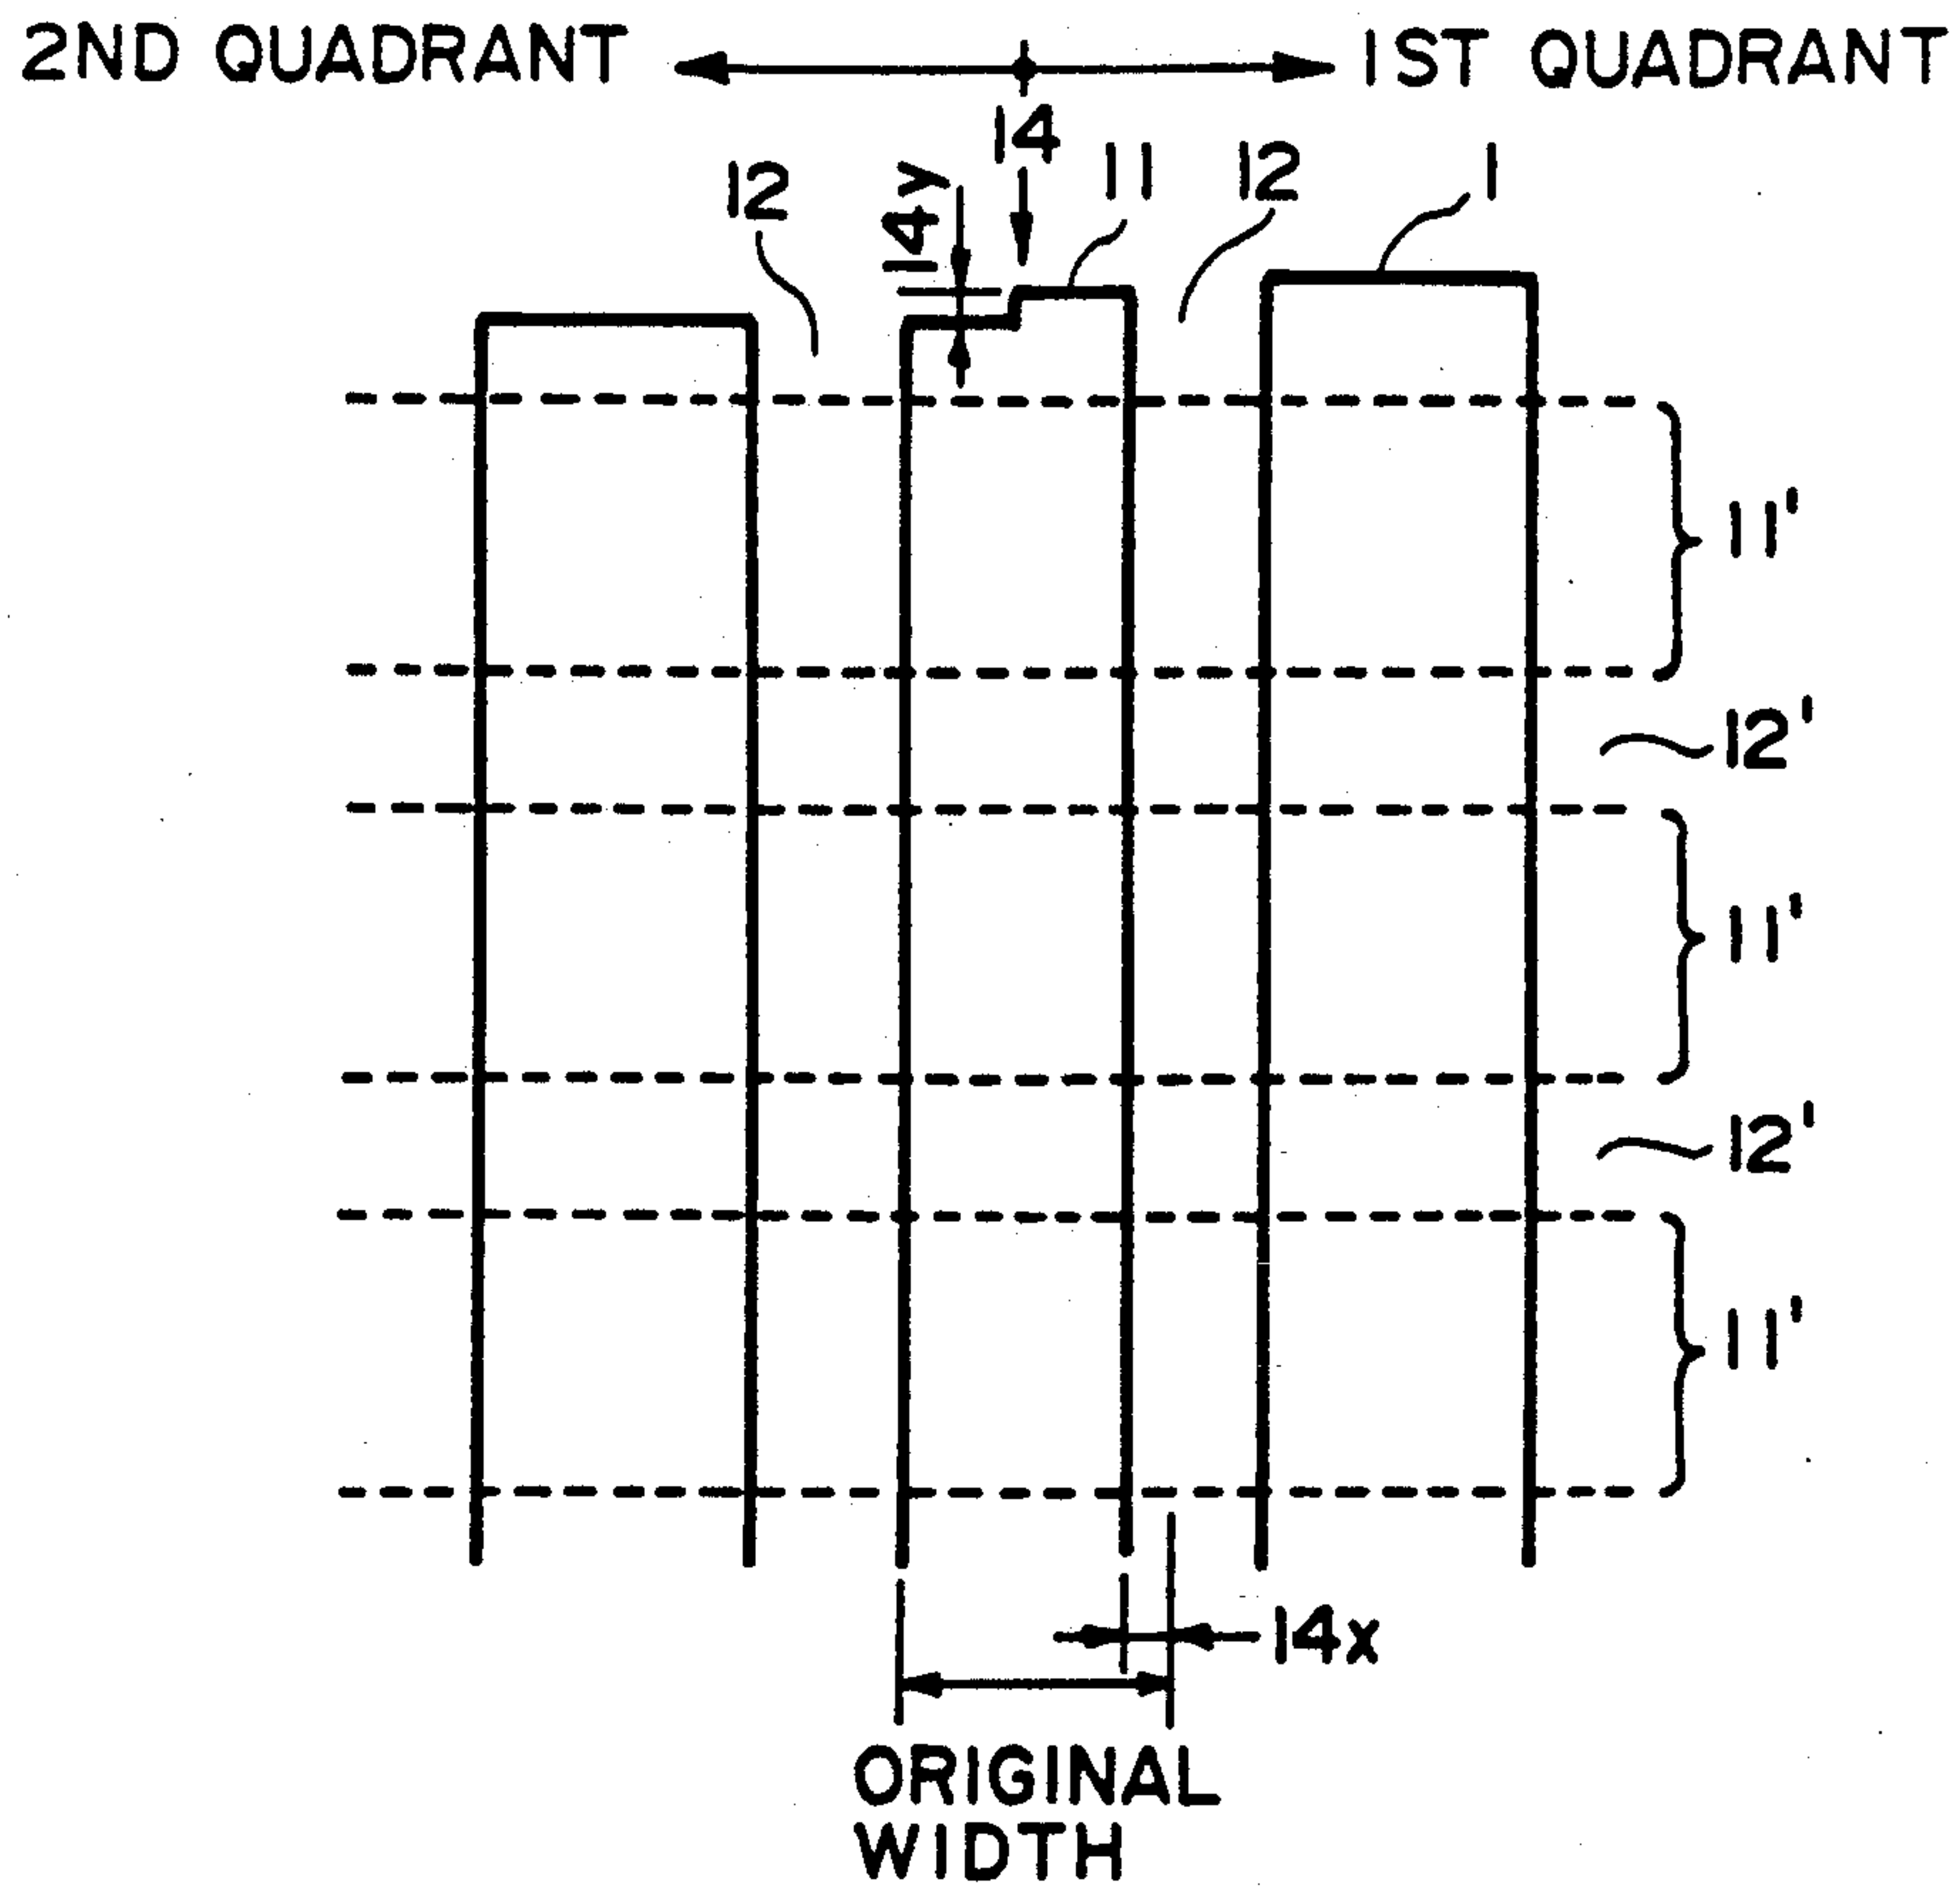 2ND QUADRANT
1ST QUADRANT
14
11
12
1
12
14y
11'
12'
11'
12'
11'
14x
ORIGINAL
WIDTH